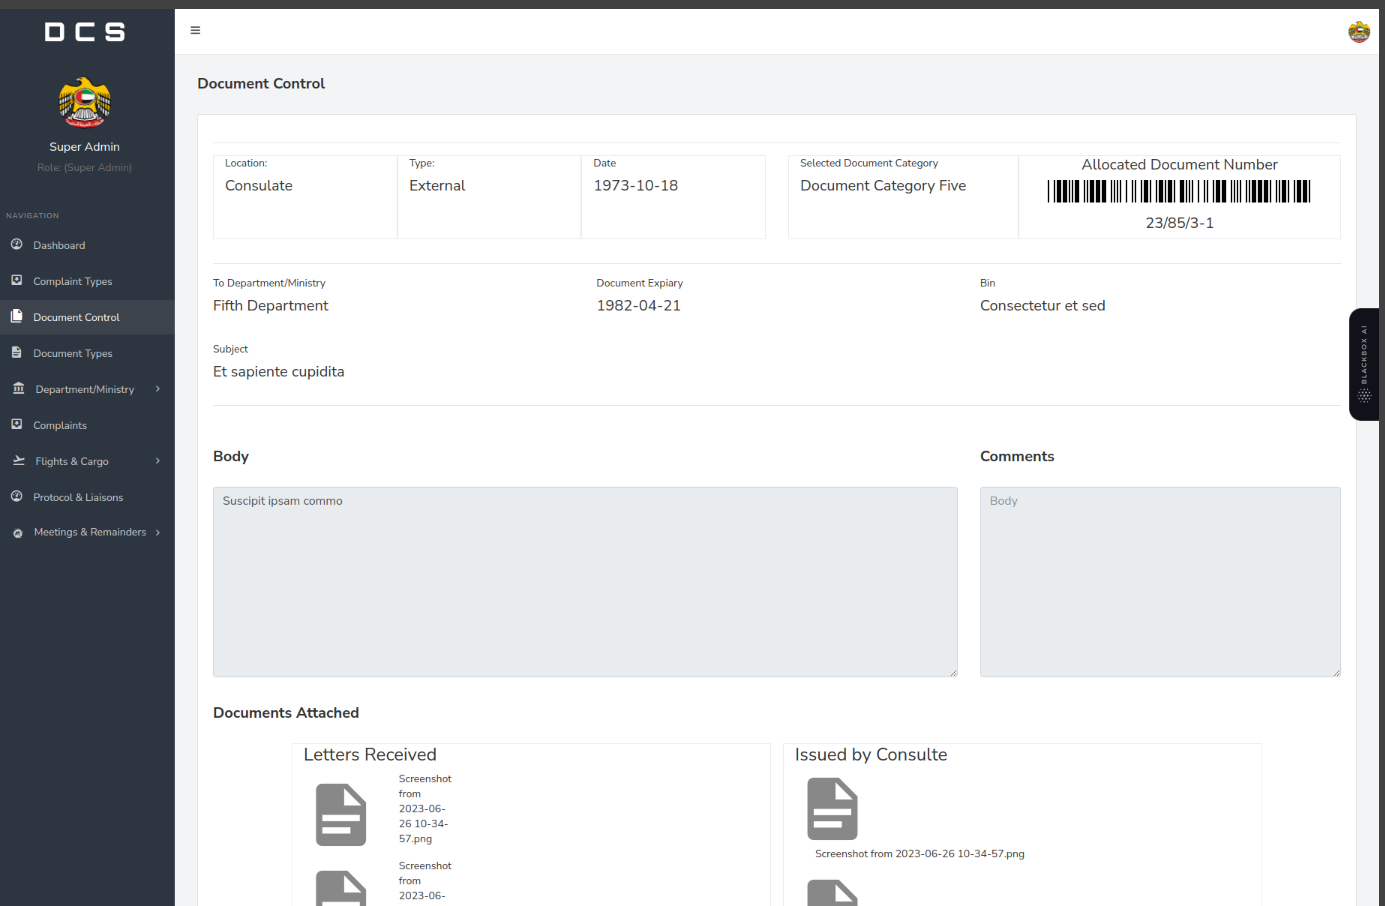 DCS
Super Admin
Role: (Super Admin)
NAVIGATION
Dashboard
Complaint Types
Document Control
Document Types
Department/Ministry
Complaints
Flights & Cargo
Protocol & Liaisons
Meetings & Remainders
Document Control
Location:
Consulate
Type:
External
Date
1973-10-18
Selected Document Category
Document Category Five
Allocated Document Number
23/85/3-1
To Department/Ministry
Fifth Department
Document Expiary
1982-04-21
Bin
Consectetur et sed
Subject
Et sapiente cupidita
BLACKBOX AI
Body
Suscipit ipsam commo
Comments
Body
Documents Attached
Letters Received
Screenshot
from
2023-06-
26 10-34-
57.png
Screenshot
from
2023-06-
Issued by Consulte
Screenshot from 2023-06-26 10-34-57.png